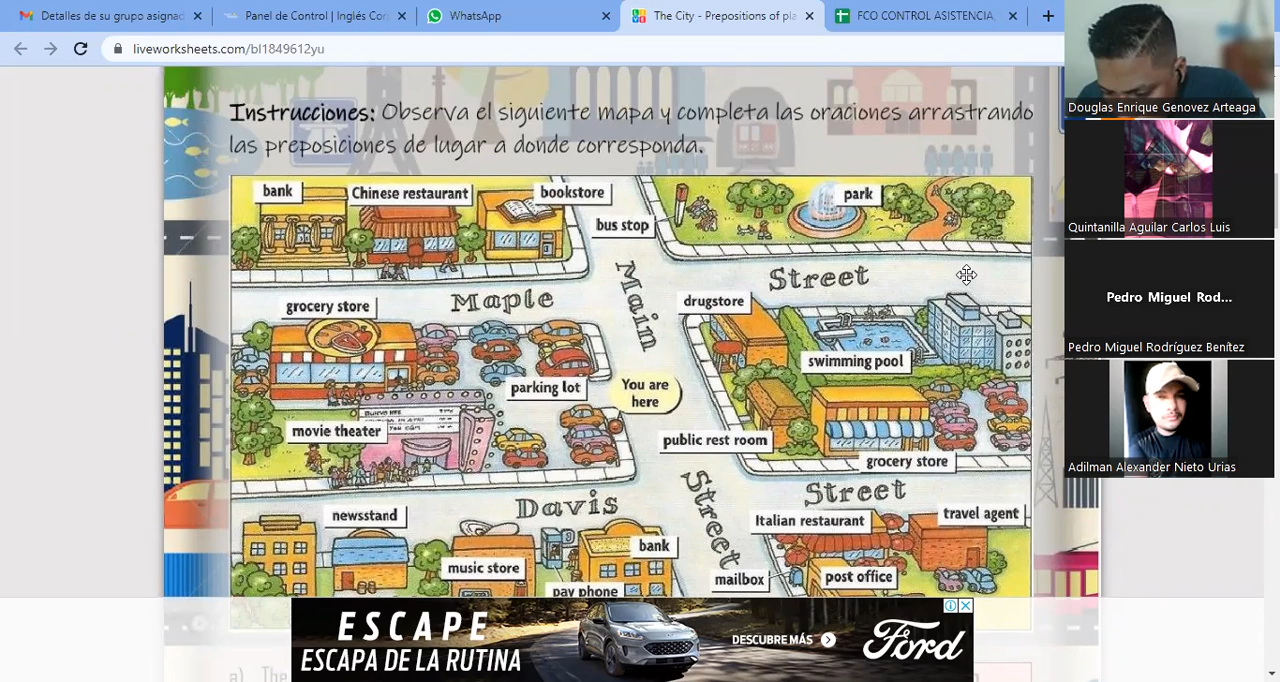 Detalles de su grupo asignad
Panel de Control | Inglés Cor
WhatsApp
The City - Prepositions of pla
FCO CONTROL ASISTENCIA,
liveworksheets.com/bl1849612yu
Instrucciones: Observa el siguiente mapa y completa las oraciones arrastrando
las preposiciones de lugar a donde corresponda.
bank
Chinese restaurant
bookstore
bus stop
park
Maple
Main
Street
grocery store
drugstore
swimming pool
parking lot
You are
here
movie theater
public rest room
grocery store
Davis
Street
Street
newsstand
music store
pay phone
bank
Italian restaurant
travel agent
mailbox
post office
ESCAPE
ESCAPA DE LA RUTINA
DESCUBRE MÁS
Ford
a) The
Douglas Enrique Genovez Arteaga
Quintanilla Aguilar Carlos Luis
Pedro Miguel Rod...
Pedro Miguel Rodríguez Benítez
Adilman Alexander Nieto Urias